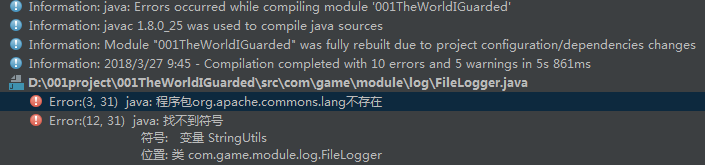 Information: java: Errors occurred while compiling module '001TheWorldIGuarded'
Information: javac 1.8.0_25 was used to compile java sources
Information: Module "001TheWorldIGuarded" was fully rebuilt due to project configuration/dependencies changes
Information: 2018/3/27 9:45 - Compilation completed with 10 errors and 5 warnings in 5s 861ms
D:\001project\001TheWorldIGuarded\src\com\game\module\log\FileLogger.java
Error:(3, 31) java: 程序包org.apache.commons.lang不存在
Error:(12, 31) java: 找不到符号
符号: 变量 StringUtils
位置: 类 com.game.module.log.FileLogger